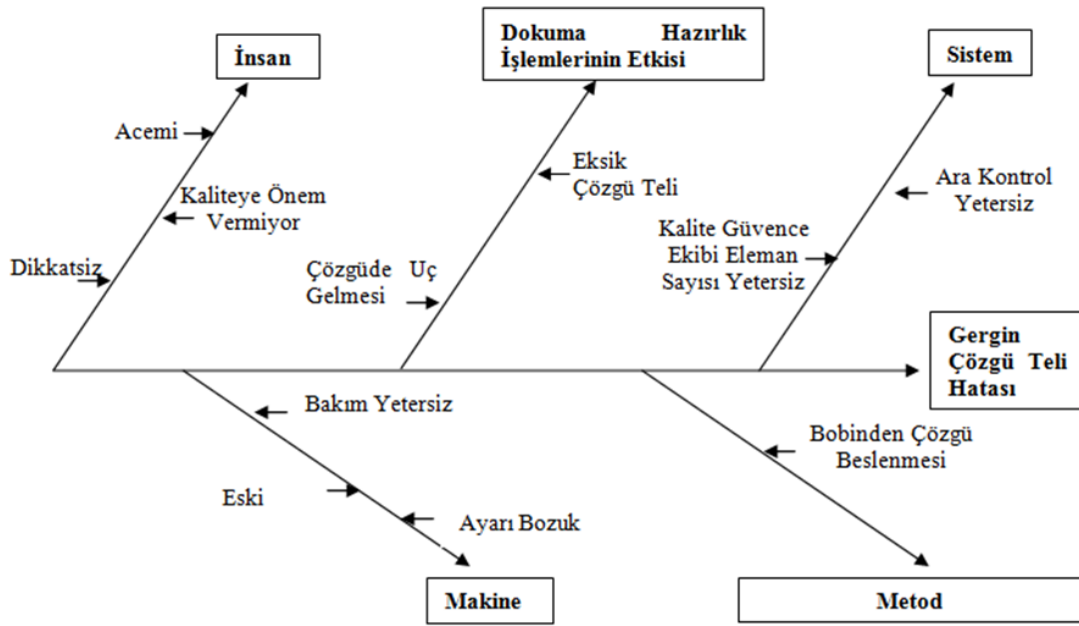 İnsan
Dokuma Hazırlık
İşlemlerinin Etkisi
Sistem
Acemi
Kaliteye Önem
Vermiyor
Dikkatsiz
Eksik
Çözgü Teli
Çözgüde Uç
Gelmesi
Ara Kontrol
Yetersiz
Kalite Güvence
Ekibi Eleman
Sayısı Yetersiz
Gergin
Çözgü Teli
Hatası
Bakım Yetersiz
Eski
Ayarı Bozuk
Bobinden Çözgü
Beslenmesi
Makine
Metod